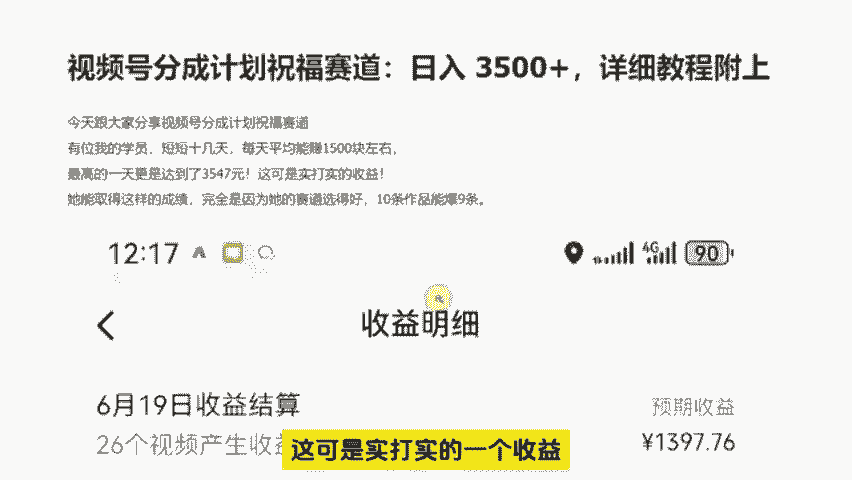 视频号分成计划祝福赛道：日入 3500+，详细教程附上
今天跟大家分享视频号分成计划祝福赛道
有位我的学员，短短十几天，每天平均能赚1500块左右，
最高的一天更是达到了3547元！这可是实打实的收益！
她能取得这样的成绩，完全是因为她的赛道选得好，10条作品能爆9条。
12:17
4G
90
收益明细
6月19日收益结算
预期收益
26个视频产生收益
¥1397.76
这可是实打实的一个收益